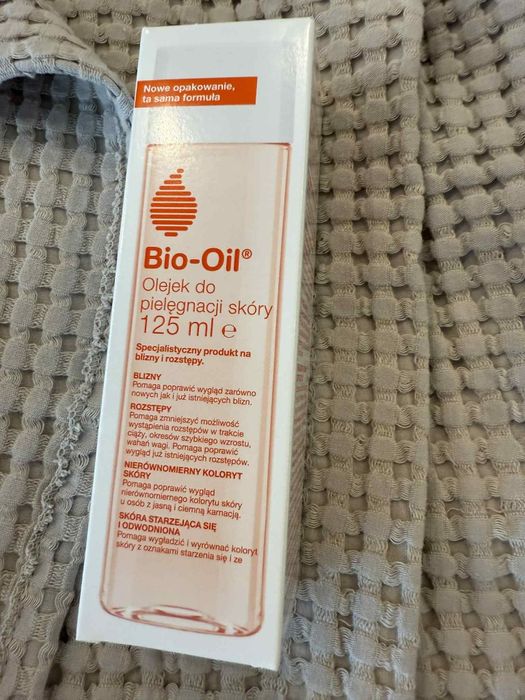 Nowe opakowanie,
ta sama formuła
Bio-Oil®
Olejek do
pielęgnacji skóry
125 ml ℮
Specjalistyczny produkt na
blizny i rozstępy.
BLIZNY
Pomaga poprawić wygląd zarówno
nowych jak i już istniejących blizn.
ROZSTĘPY
Pomaga zmniejszyć możliwość
wystąpienia rozstępów w trakcie
ciąży, okresów szybkiego wzrostu,
wahań wagi. Pomaga poprawić
wygląd już istniejących rozstępów.
NIERÓWNOMIERNY KOLORYT
SKÓRY
Pomaga poprawić wygląd
nierównomiernego kolorytu skóry
u osób z jasną i ciemną karnacją.
SKÓRA STARZEJĄCA SIĘ
I ODWODNIONA
Pomaga wygładzić i wyrównać koloryt
skóry z oznakami starzenia się i ze